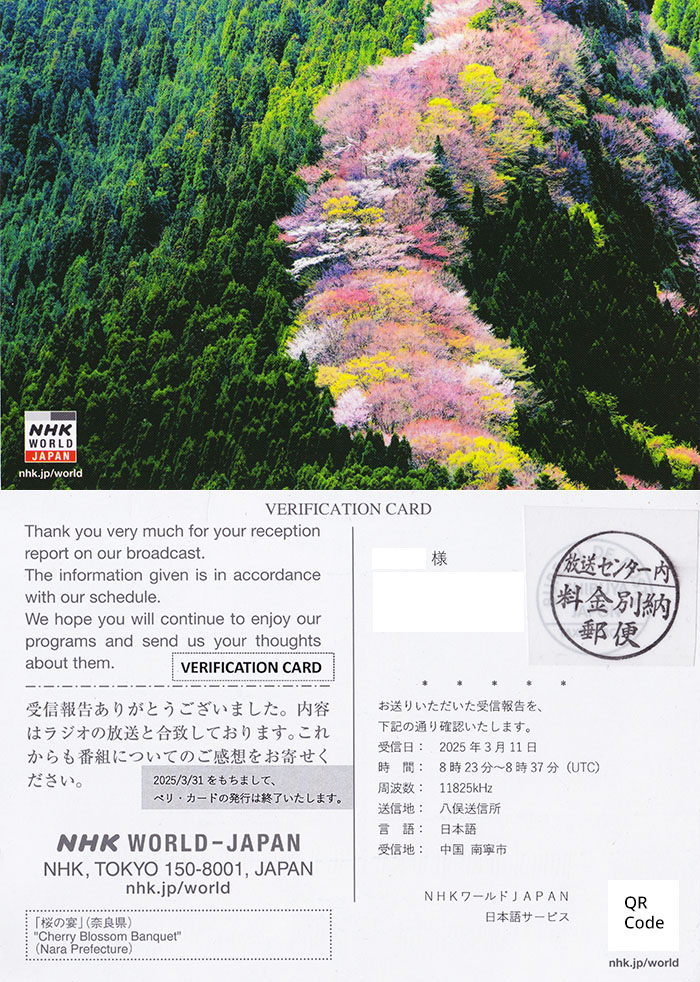 NHK
WORLD
JAPAN
nhk.jp/world
VERIFICATION CARD
Thank you very much for your reception
report on our broadcast.
The information given is in accordance
with our schedule.
We hope you will continue to enjoy our
programs and send us your thoughts
about them.
VERIFICATION CARD
受信報告ありがとうございました。内容
はラジオの放送と合致しております。これ
からも番組についてのご感想をお寄せく
ださい。
2025/3/31 をもちまして、
ベリ・カードの発行は終了いたします。
NHK WORLD-JAPAN
NHK, TOKYO 150-8001, JAPAN
nhk.jp/world
「桜の宴」(奈良県)
"Cherry Blossom Banquet"
(Nara Prefecture)
様
放送センター内
料金別納
郵便
* * * * *
お送りいただいた受信報告を、
下記の通り確認いたします。
受信日： 2025 年 3 月 11 日
時　間： 8 時 23 分〜8 時 37 分（UTC）
周波数： 11825kHz
送信地： 八俣送信所
言　語： 日本語
受信地： 中国 南寧市
ＮＨＫワールドＪＡＰＡＮ
日本語サービス
QR
Code
nhk.jp/world